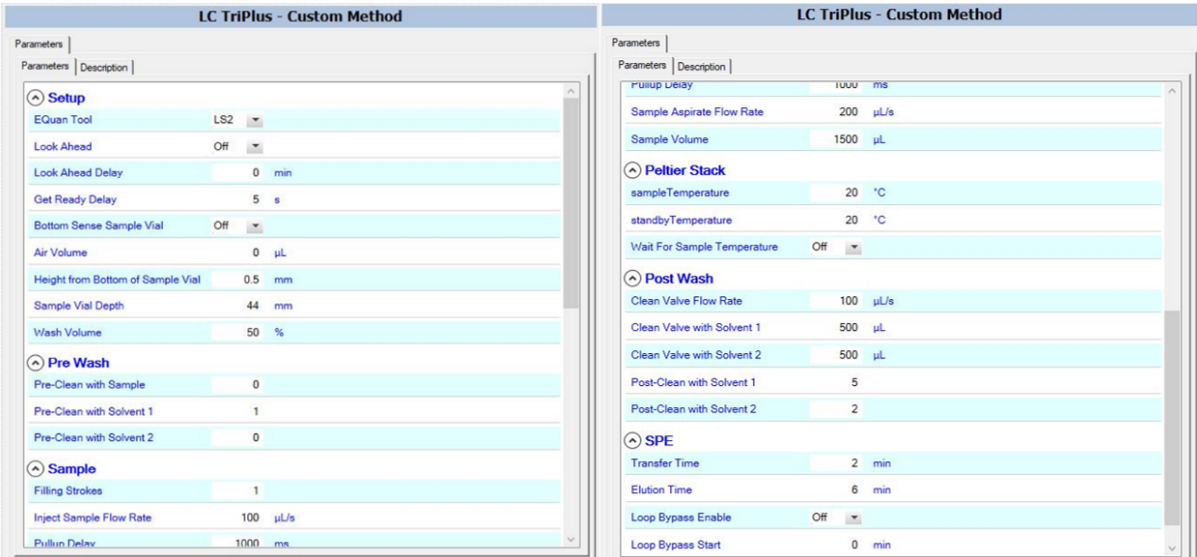 LC TriPlus - Custom Method
Parameters
Parameters Description
Setup
EQuan Tool LS2
Look Ahead Off
Look Ahead Delay 0 min
Get Ready Delay 5 s
Bottom Sense Sample Vial Off
Air Volume 0 µL
Height from Bottom of Sample Vial 0.5 mm
Sample Vial Depth 44 mm
Wash Volume 50 %
Pre Wash
Pre-Clean with Sample 0
Pre-Clean with Solvent 1 1
Pre-Clean with Solvent 2 0
Sample
Filling Strokes 1
Inject Sample Flow Rate 100 µL/s
Pullup Delay 1000 ms
LC TriPlus - Custom Method
Parameters
Parameters Description
Pullup Delay 1000 ms
Sample Aspirate Flow Rate 200 µL/s
Sample Volume 1500 µL
Peltier Stack
sampleTemperature 20 °C
standbyTemperature 20 °C
Wait For Sample Temperature Off
Post Wash
Clean Valve Flow Rate 100 µL/s
Clean Valve with Solvent 1 500 µL
Clean Valve with Solvent 2 500 µL
Post-Clean with Solvent 1 5
Post-Clean with Solvent 2 2
SPE
Transfer Time 2 min
Elution Time 6 min
Loop Bypass Enable Off
Loop Bypass Start 0 min